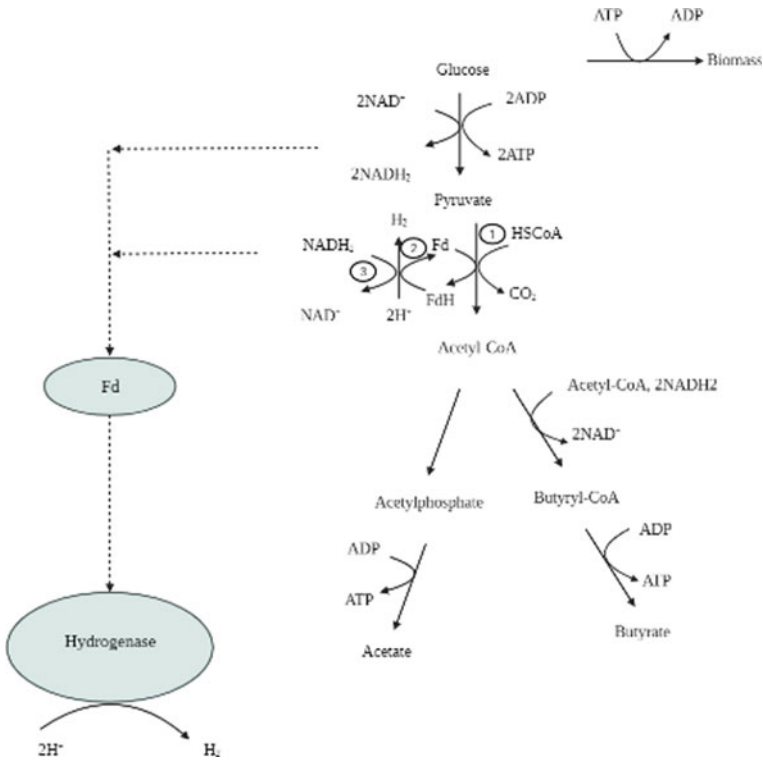 ATP ADP
Biomass
Glucose
2NAD⁺ 2ADP
2NADH₂ 2ATP
Pyruvate
H₂
NADH₂ 2 Fd 1 HSCoA
3
NAD⁺ 2H⁺ FdH CO₂
Acetyl CoA
Fd
Acetyl-CoA, 2NADH2
2NAD⁺
Acetylphosphate Butyryl-CoA
ADP ADP
ATP ATP
Hydrogenase
Acetate Butyrate
2H⁺ H₂